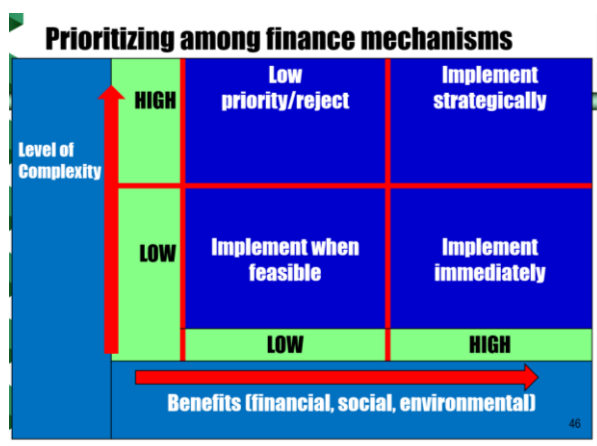 Prioritizing among finance mechanisms
HIGH
Low
priority/reject
Implement
strategically
Level of
Complexity
LOW
Implement when
feasible
Implement
immediately
LOW
HIGH
Benefits (financial, social, environmental)
46